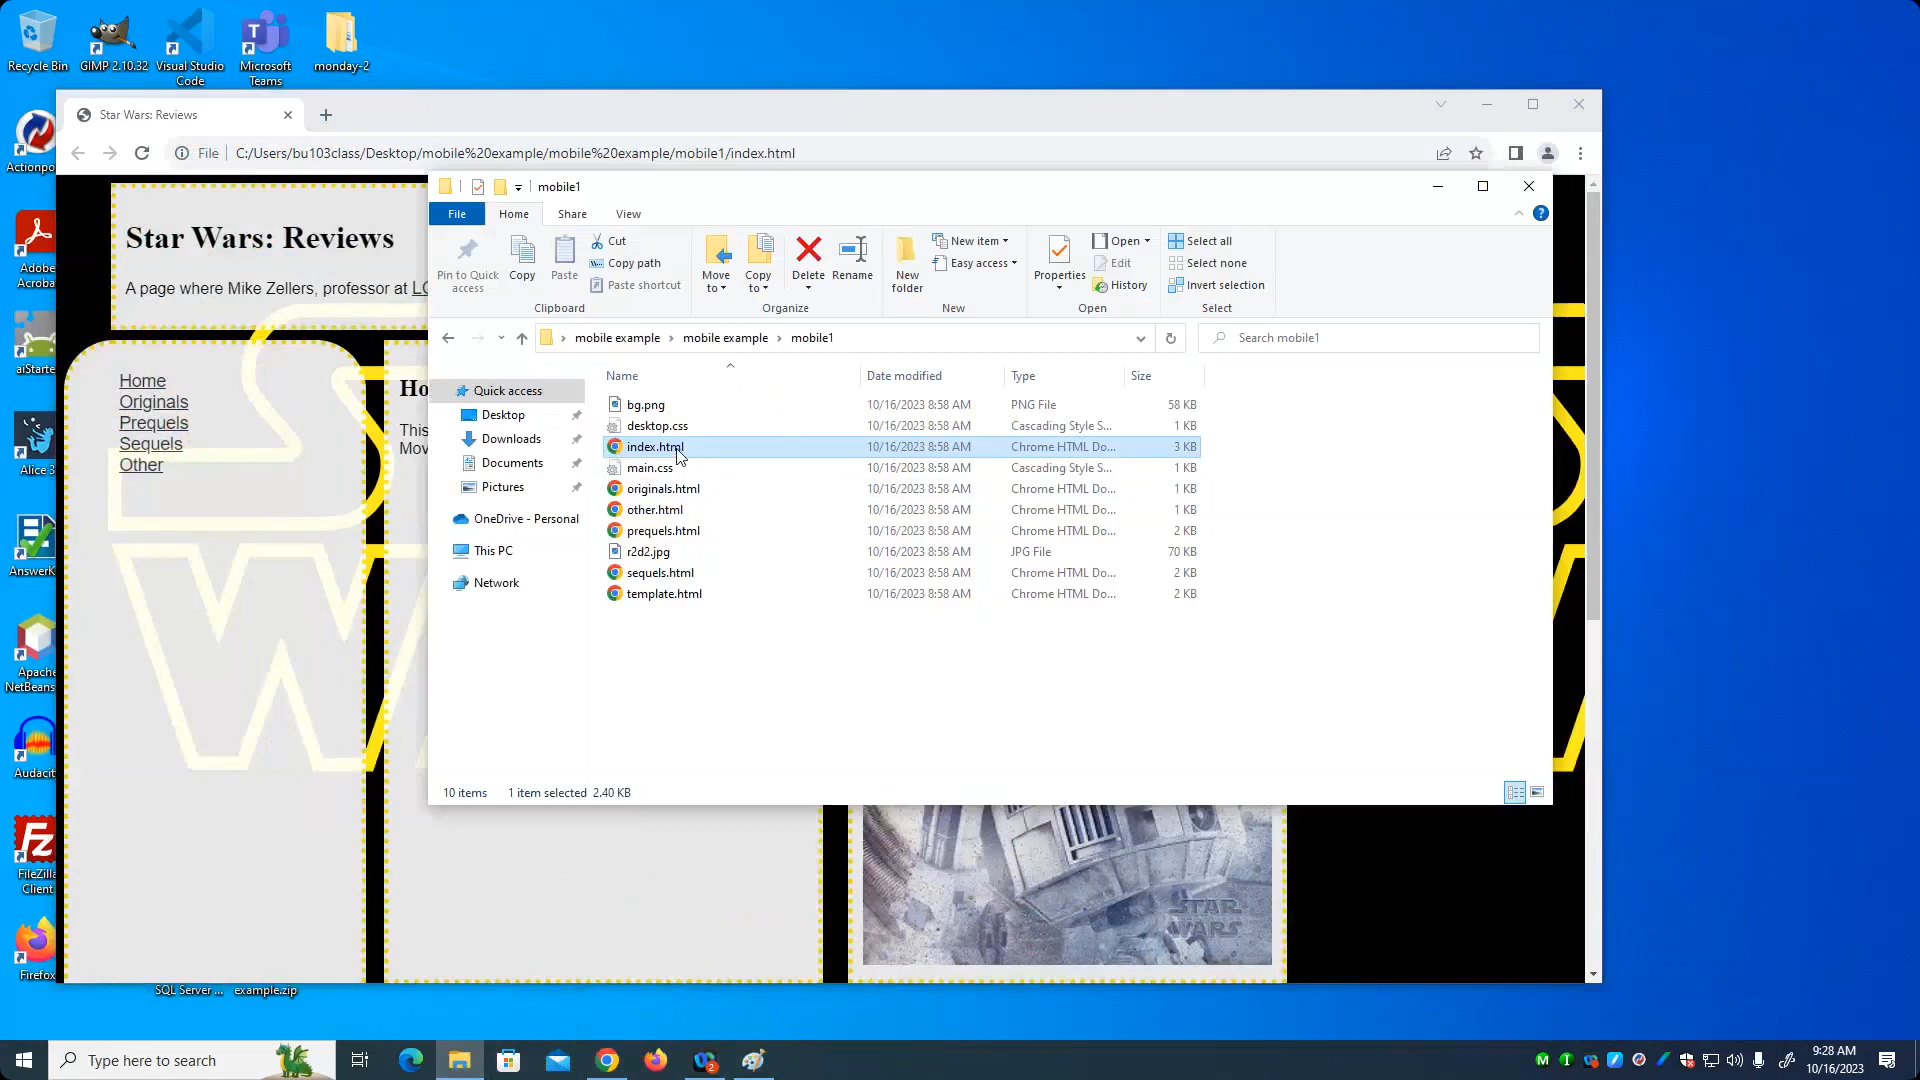 Recycle Bin
GIMP 2.10.32
Visual Studio
Code
Microsoft
Teams
monday-2
Actionpo
Adobe
Acroba
aiStarte
Alice 3
AnswerK
Apache
NetBeans
Audacit
FileZilla
Client
Firefox
SQL Server ...
example.zip
Star Wars: Reviews
File
C:/Users/bu103class/Desktop/mobile%20example/mobile%20example/mobile1/index.html
Star Wars: Reviews
A page where Mike Zellers, professor at LC
Home
Originals
Prequels
Sequels
Other
Ho
This
Mov
STAR
WARS
mobile1
File
Home
Share
View
Pin to Quick
access
Copy
Paste
Cut
Copy path
Paste shortcut
Clipboard
Move
to
Copy
to
Delete
Rename
Organize
New
folder
New item
Easy access
New
Properties
Open
Edit
History
Open
Select all
Select none
Invert selection
Select
mobile example
mobile example
mobile1
Search mobile1
Quick access
Desktop
Downloads
Documents
Pictures
OneDrive - Personal
This PC
Network
Name Date modified Type Size
bg.png 10/16/2023 8:58 AM PNG File 58 KB
desktop.css 10/16/2023 8:58 AM Cascading Style S... 1 KB
index.html 10/16/2023 8:58 AM Chrome HTML Do... 3 KB
main.css 10/16/2023 8:58 AM Cascading Style S... 1 KB
originals.html 10/16/2023 8:58 AM Chrome HTML Do... 1 KB
other.html 10/16/2023 8:58 AM Chrome HTML Do... 1 KB
prequels.html 10/16/2023 8:58 AM Chrome HTML Do... 2 KB
r2d2.jpg 10/16/2023 8:58 AM JPG File 70 KB
sequels.html 10/16/2023 8:58 AM Chrome HTML Do... 2 KB
template.html 10/16/2023 8:58 AM Chrome HTML Do... 2 KB
10 items 1 item selected 2.40 KB
Type here to search
2
9:28 AM
10/16/2023